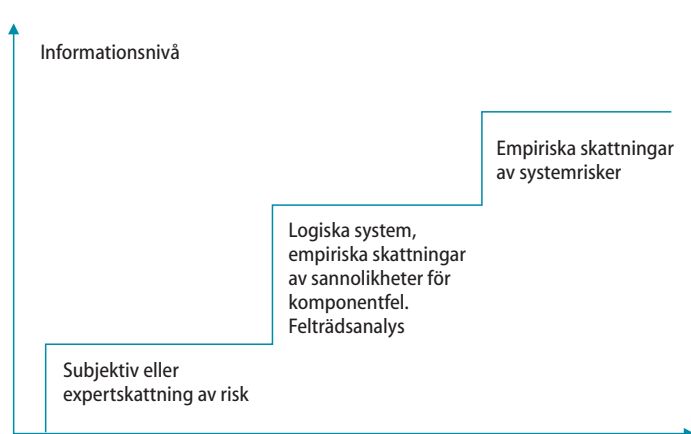 Informationsnivå
Empiriska skattningar
av systemrisker
Logiska system,
empiriska skattningar
av sannolikheter för
komponentfel.
Felträdsanalys
Subjektiv eller
expertskattning av risk